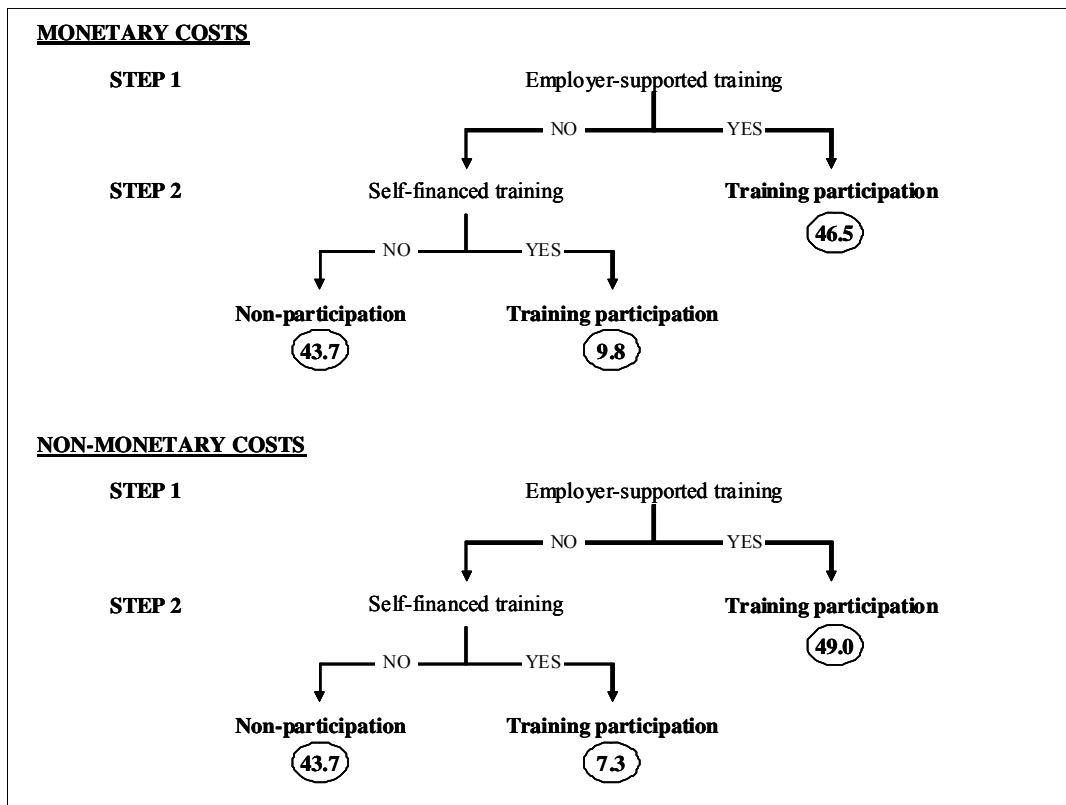 MONETARY COSTS
STEP 1 Employer-supported training
NO YES
STEP 2 Self-financed training Training participation
46.5
NO YES
Non-participation Training participation
43.7 9.8
NON-MONETARY COSTS
STEP 1 Employer-supported training
NO YES
STEP 2 Self-financed training Training participation
49.0
NO YES
Non-participation Training participation
43.7 7.3